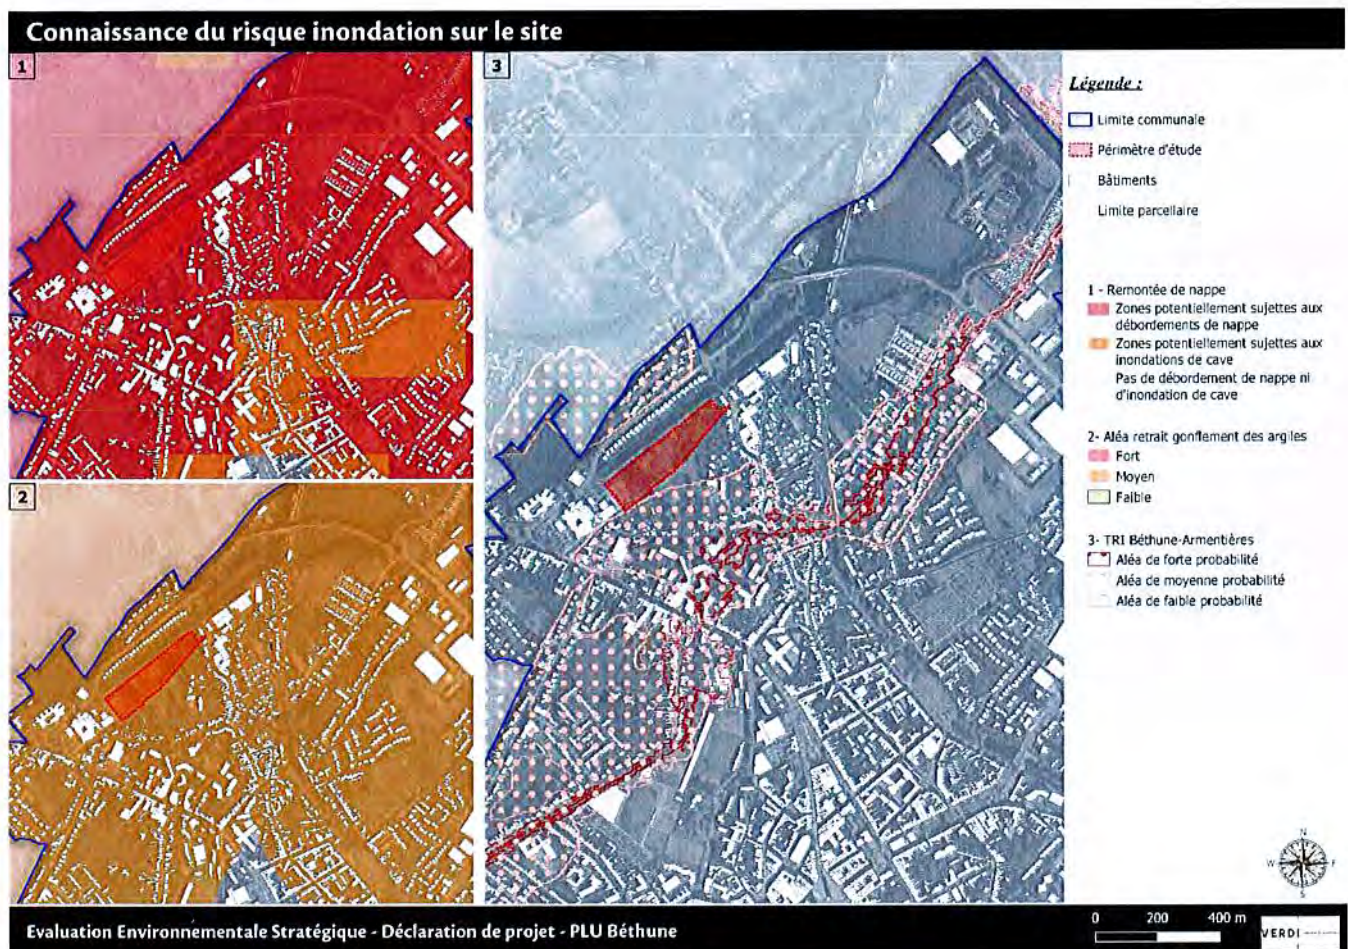 Connaissance du risque inondation sur le site
1
3
2
Légende :
Limite communale
Périmètre d'étude
Bâtiments
Limite parcellaire
1 - Remontée de nappe
Zones potentiellement sujettes aux
débordements de nappe
Zones potentiellement sujettes aux
inondations de cave
Pas de débordement de nappe ni
d'inondation de cave
2- Aléa retrait gonflement des argiles
Fort
Moyen
Faible
3- TRI Béthune-Armentières
Aléa de forte probabilité
Aléa de moyenne probabilité
Aléa de faible probabilité
N
W
S
Evaluation Environnementale Stratégique - Déclaration de projet - PLU Béthune
0 200 400 m
VERDI